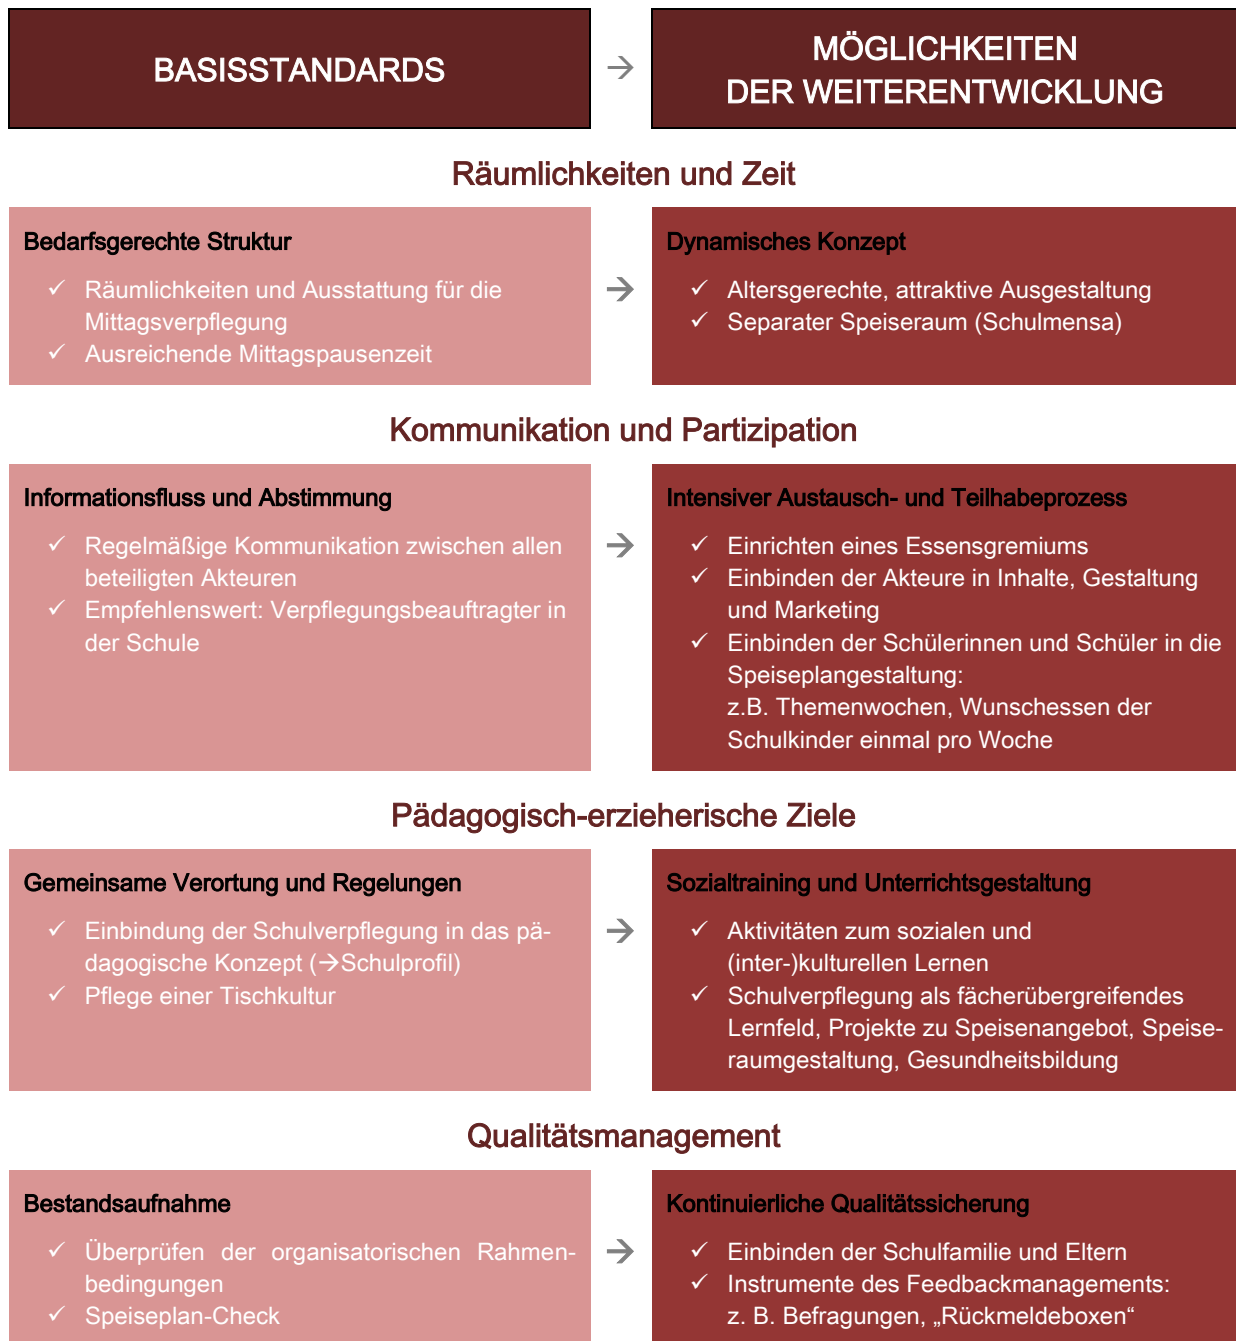 BASISSTANDARDS
→
MÖGLICHKEITEN
DER WEITERENTWICKLUNG
Räumlichkeiten und Zeit
Bedarfsgerechte Struktur
✓ Räumlichkeiten und Ausstattung für die
Mittagsverpflegung
✓ Ausreichende Mittagspausenzeit
→
Dynamisches Konzept
✓ Altersgerechte, attraktive Ausgestaltung
✓ Separater Speiseraum (Schulmensa)
Kommunikation und Partizipation
Informationsfluss und Abstimmung
✓ Regelmäßige Kommunikation zwischen allen
beteiligten Akteuren
✓ Empfehlenswert: Verpflegungsbeauftragter in
der Schule
→
Intensiver Austausch- und Teilhabeprozess
✓ Einrichten eines Essensgremiums
✓ Einbinden der Akteure in Inhalte, Gestaltung
und Marketing
✓ Einbinden der Schülerinnen und Schüler in die
Speiseplangestaltung:
z.B. Themenwochen, Wunschessen der
Schulkinder einmal pro Woche
Pädagogisch-erzieherische Ziele
Gemeinsame Verortung und Regelungen
✓ Einbindung der Schulverpflegung in das pä-
dagogische Konzept (→Schulprofil)
✓ Pflege einer Tischkultur
→
Sozialtraining und Unterrichtsgestaltung
✓ Aktivitäten zum sozialen und
(inter-)kulturellen Lernen
✓ Schulverpflegung als fächerübergreifendes
Lernfeld, Projekte zu Speisenangebot, Speise-
raumgestaltung, Gesundheitsbildung
Qualitätsmanagement
Bestandsaufnahme
✓ Überprüfen der organisatorischen Rahmen-
bedingungen
✓ Speiseplan-Check
→
Kontinuierliche Qualitätssicherung
✓ Einbinden der Schulfamilie und Eltern
✓ Instrumente des Feedbackmanagements:
z. B. Befragungen, „Rückmeldeboxen“